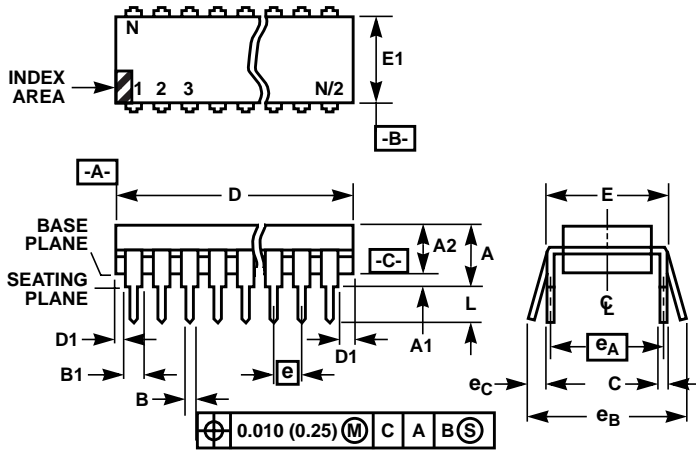 N
E1
INDEX
AREA
1 2 3 N/2
-B-
-A-
D
E
BASE
PLANE
A2
A
-C-
SEATING
PLANE
L
C
L
D1
A1
D1
eA
B1
e
eC
C
B
eB
0.010 (0.25) M C A B S